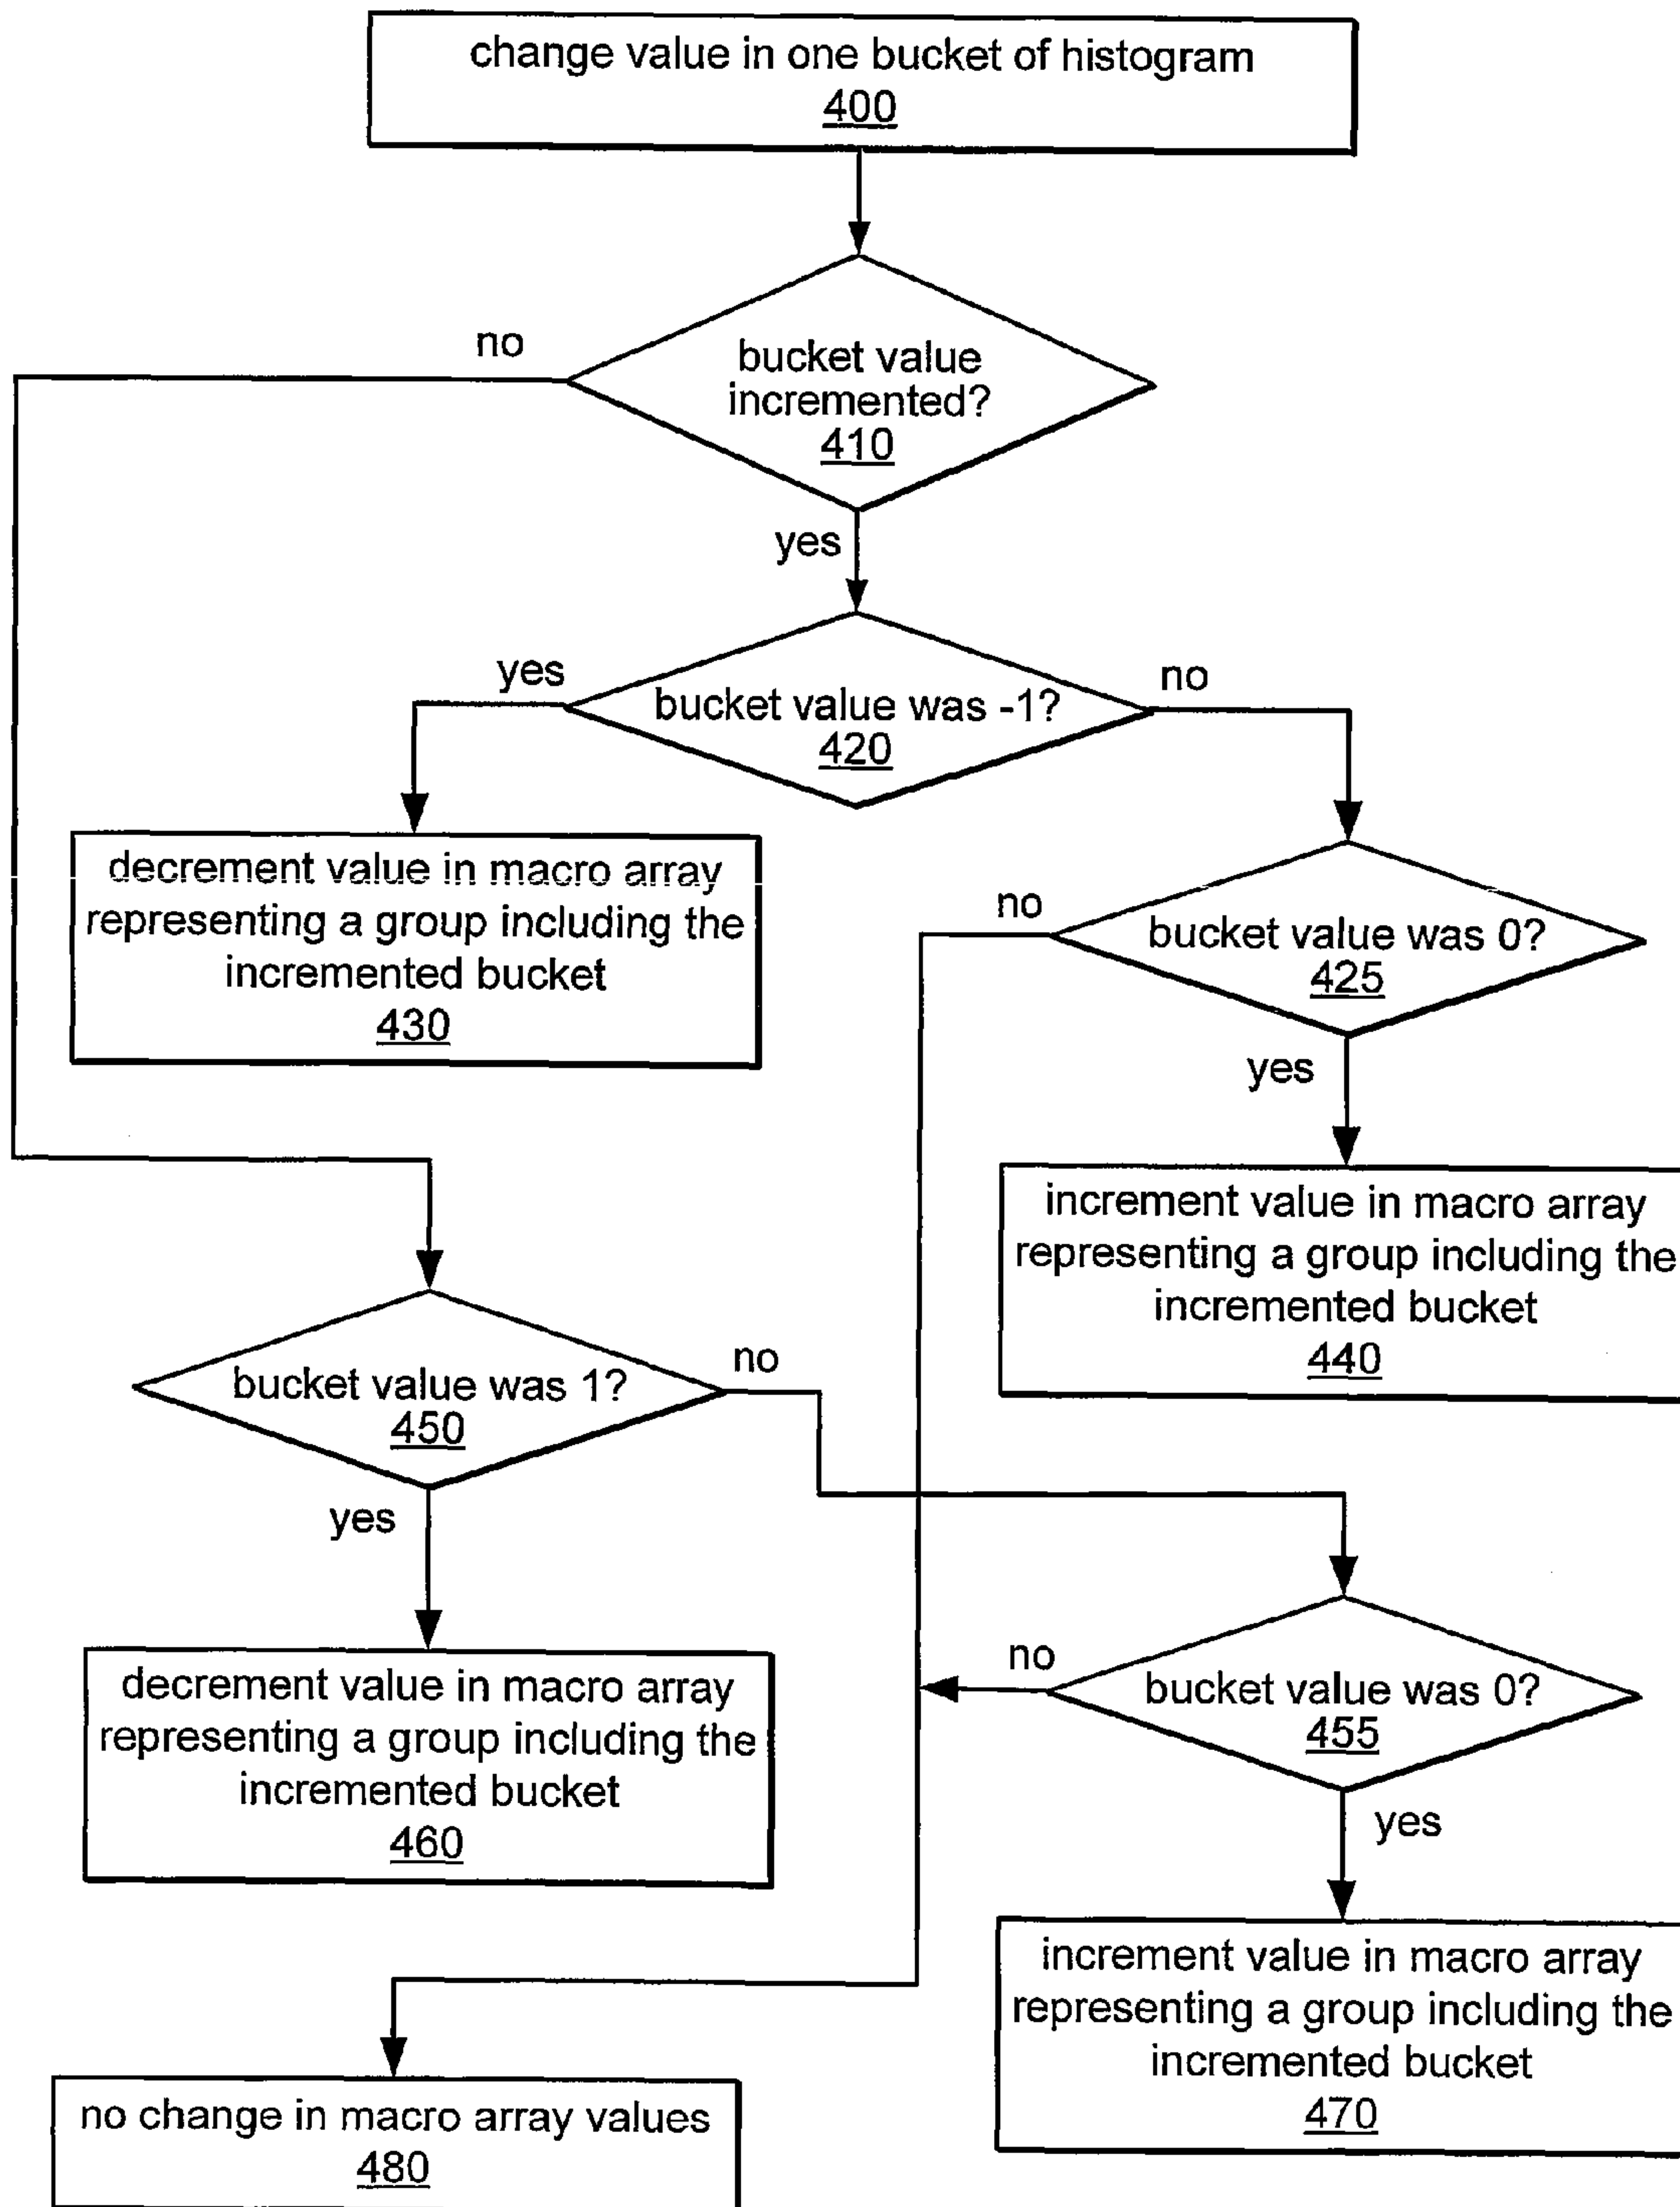 change value in one bucket of histogram
400
no
bucket value
incremented?
410
yes
yes
bucket value was -1?
420
no
decrement value in macro array
representing a group including the
incremented bucket
430
no
bucket value was 0?
425
yes
increment value in macro array
representing a group including the
incremented bucket
440
bucket value was 1?
450
no
yes
decrement value in macro array
representing a group including the
incremented bucket
460
no
bucket value was 0?
455
yes
increment value in macro array
representing a group including the
incremented bucket
470
no change in macro array values
480